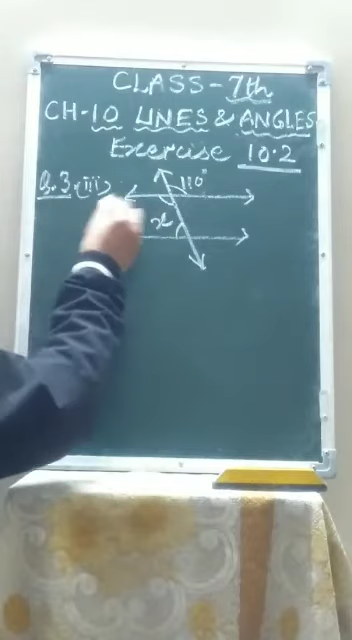 CLASS-7th
CH-10 LINES & ANGLES
Exercise 10.2
Q.3 (iii)
110°
x